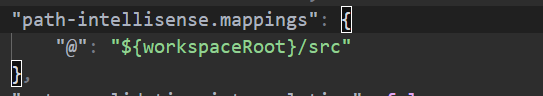 "path-intellisense.mappings": {
"@": "${workspaceRoot}/src"
},